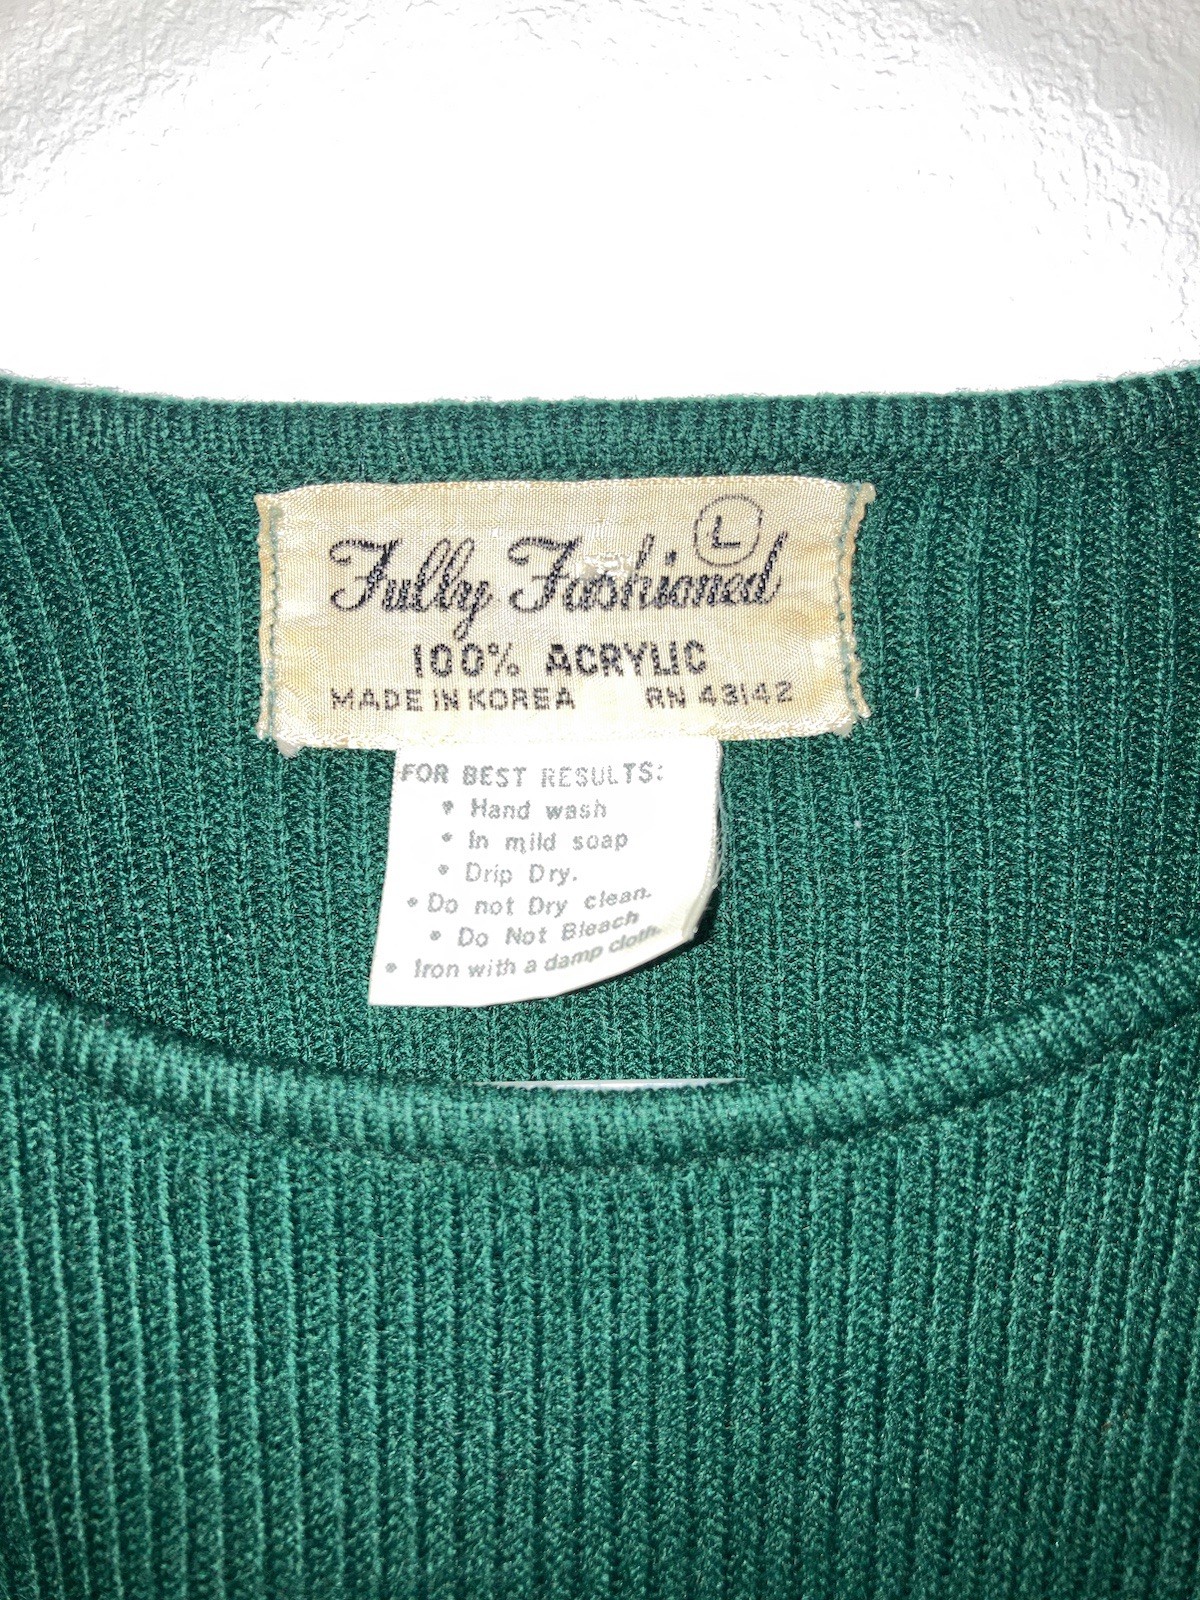 L
Fully Fashioned
100% ACRYLIC
MADE IN KOREA RN 43142
FOR BEST RESULTS:
• Hand wash
• In mild soap
• Drip Dry.
• Do not Dry clean.
• Do Not Bleach
• Iron with a damp cloth.